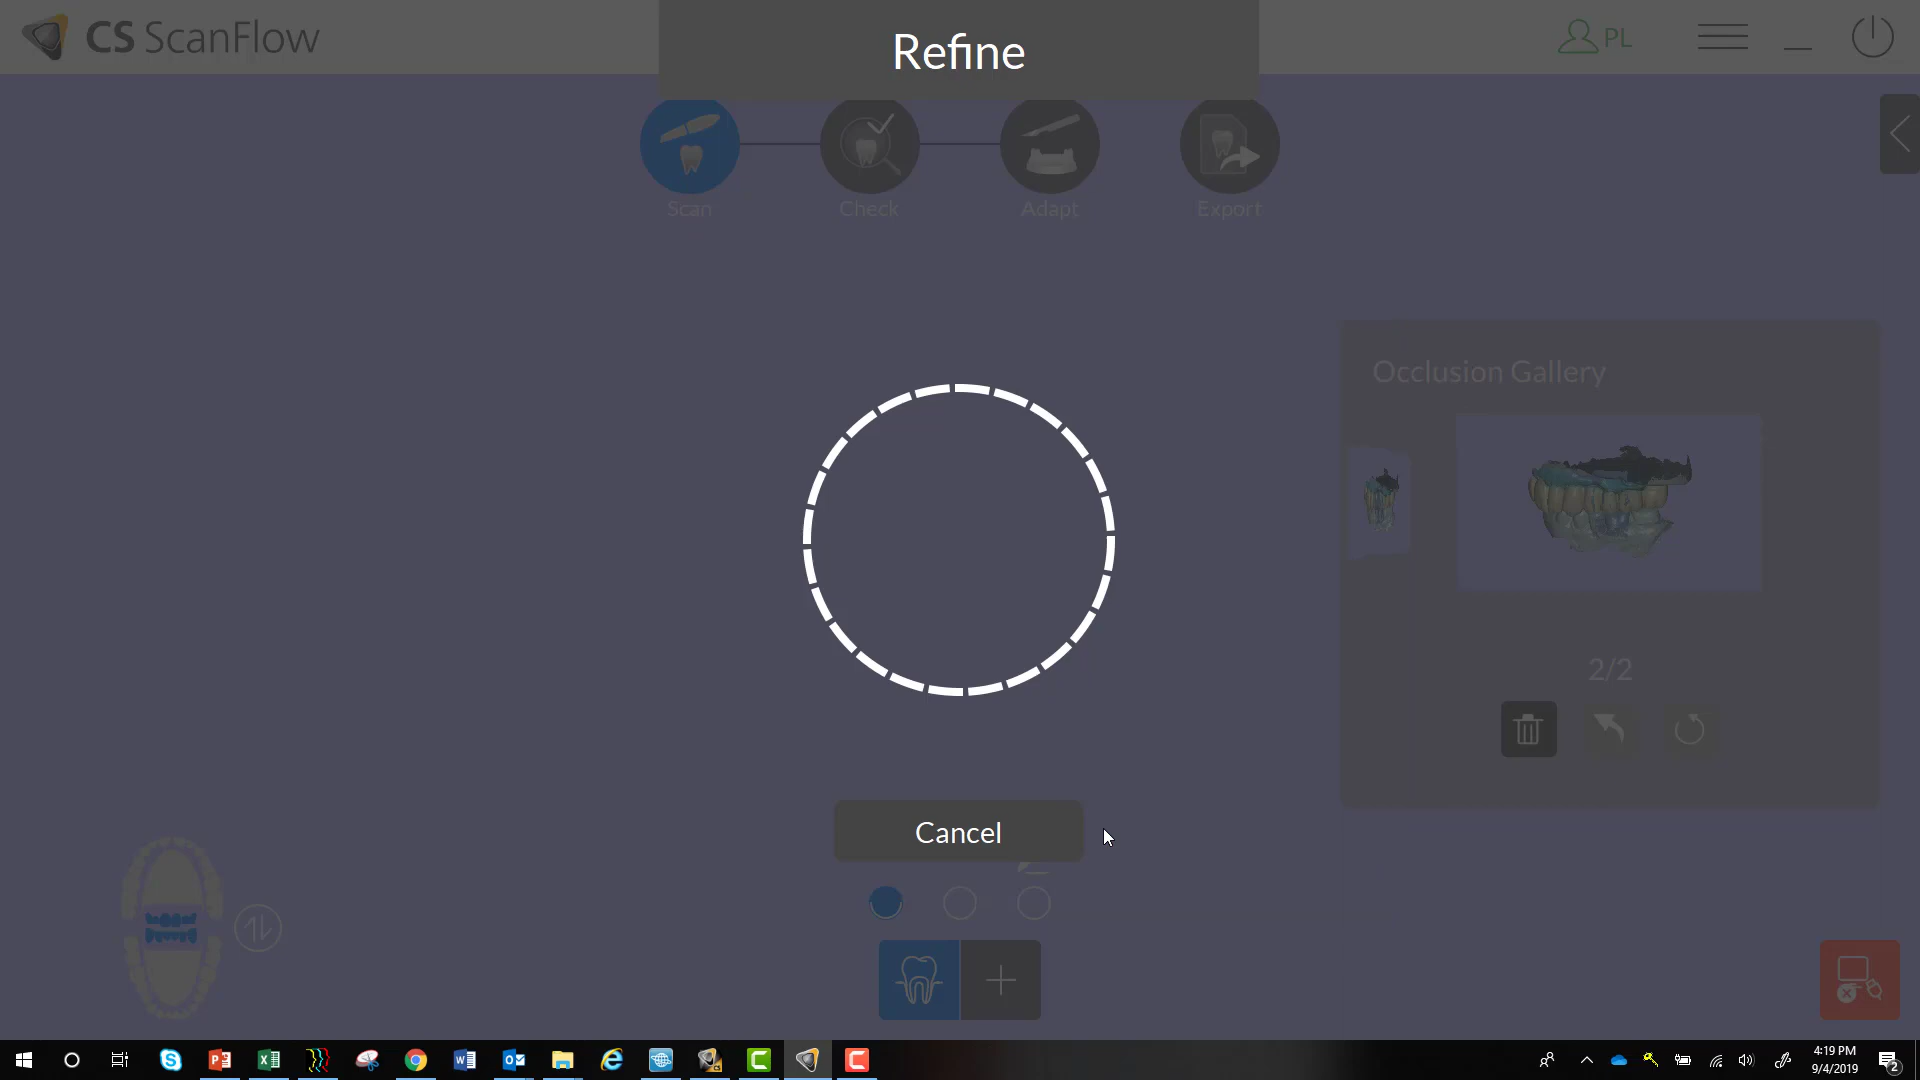 CS ScanFlow
Refine
PL
Scan
Check
Adapt
Export
Occlusion Gallery
2/2
Cancel
4:19 PM
9/4/2019
2